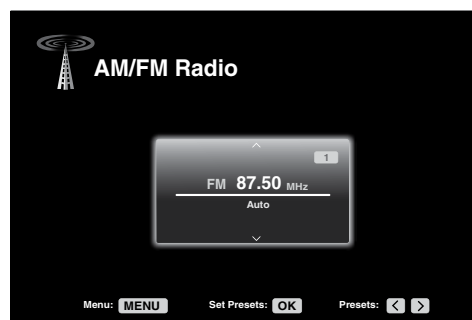 AM/FM Radio
1
FM 87.50 MHz
Auto
Menu: MENU Set Presets: OK Presets: < >